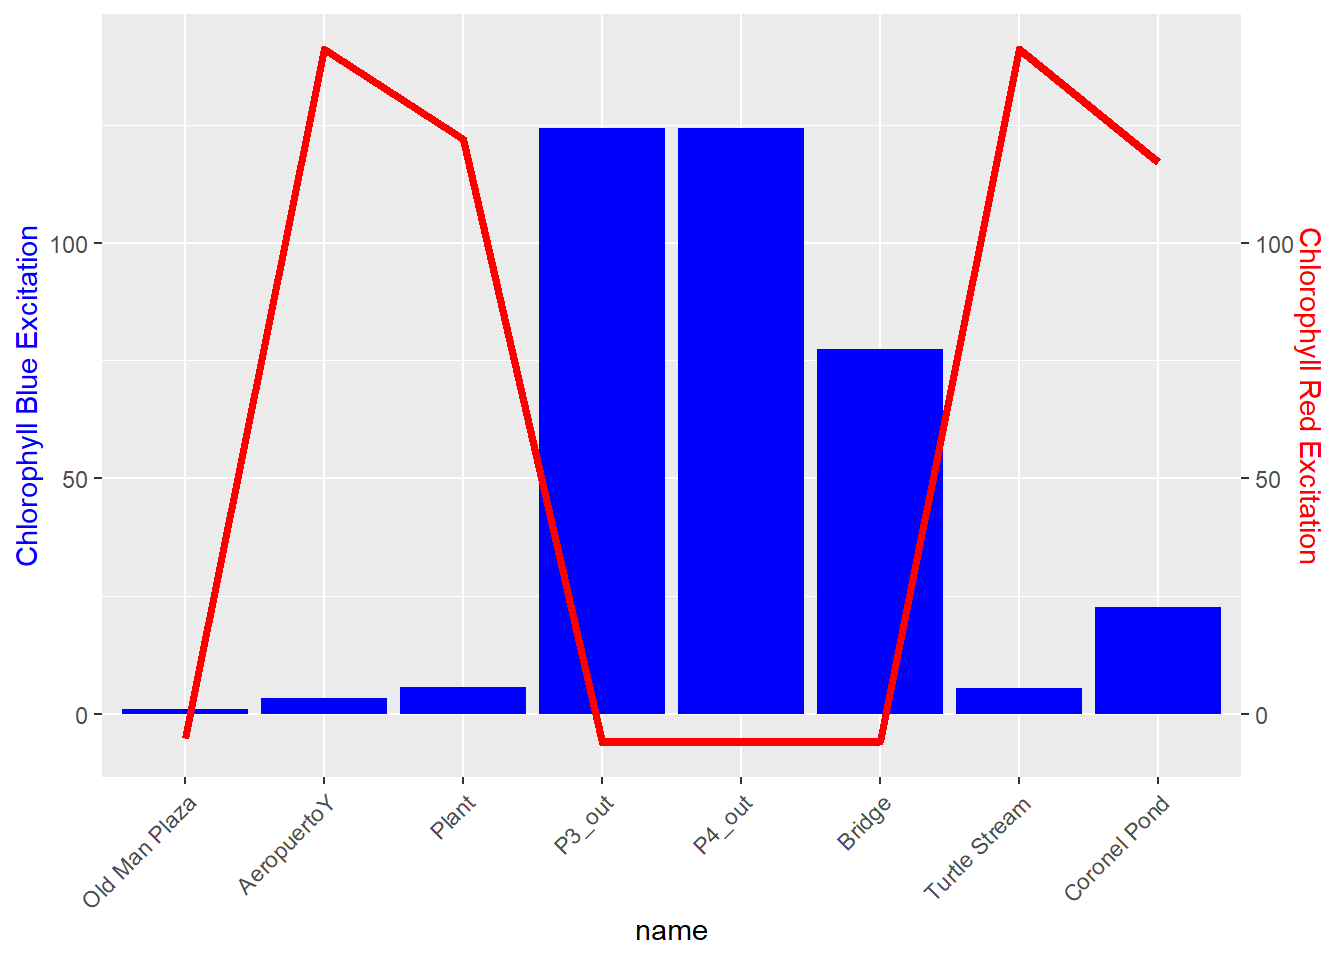 Chlorophyll Blue Excitation
100
50
0
100
50
0
Chlorophyll Red Excitation
Old Man Plaza
AeropuertoY
Plant
P3_out
P4_out
Bridge
Turtle Stream
Coronel Pond
name